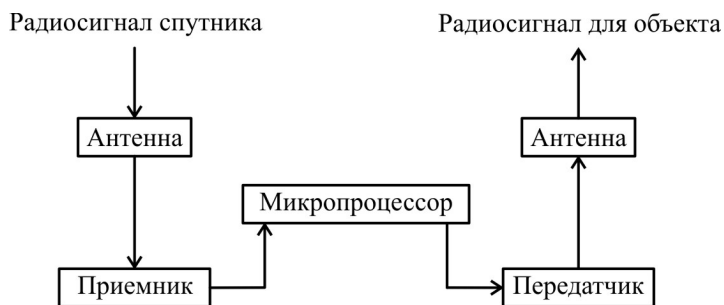 Радиосигнал спутника
Радиосигнал для объекта
Антенна
Антенна
Микропроцессор
Приемник
Передатчик